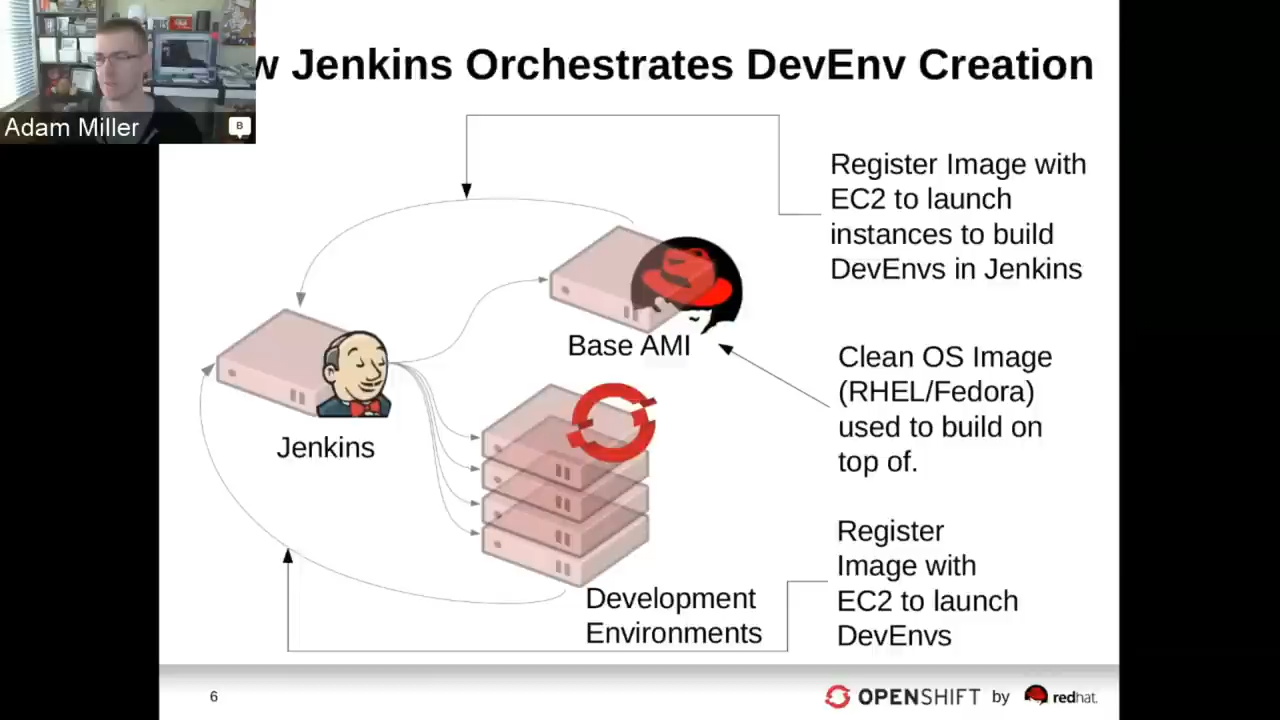 w Jenkins Orchestrates DevEnv Creation
Adam Miller
B
Register Image with
EC2 to launch
instances to build
DevEnvs in Jenkins
Base AMI
Clean OS Image
(RHEL/Fedora)
used to build on
top of.
Jenkins
Register
Image with
EC2 to launch
DevEnvs
Development
Environments
6
OPENSHIFT by redhat.